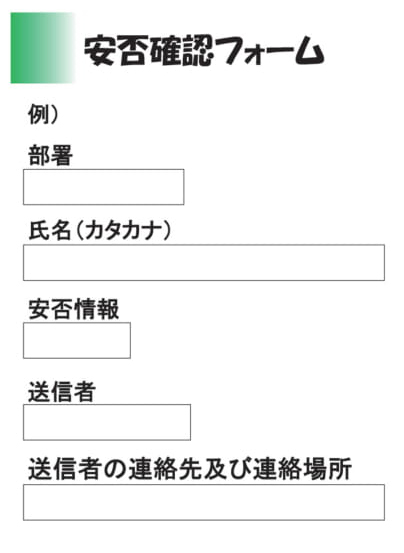 安否確認フォーム
例）
部署
氏名（カタカナ）
安否情報
送信者
送信者の連絡先及び連絡場所